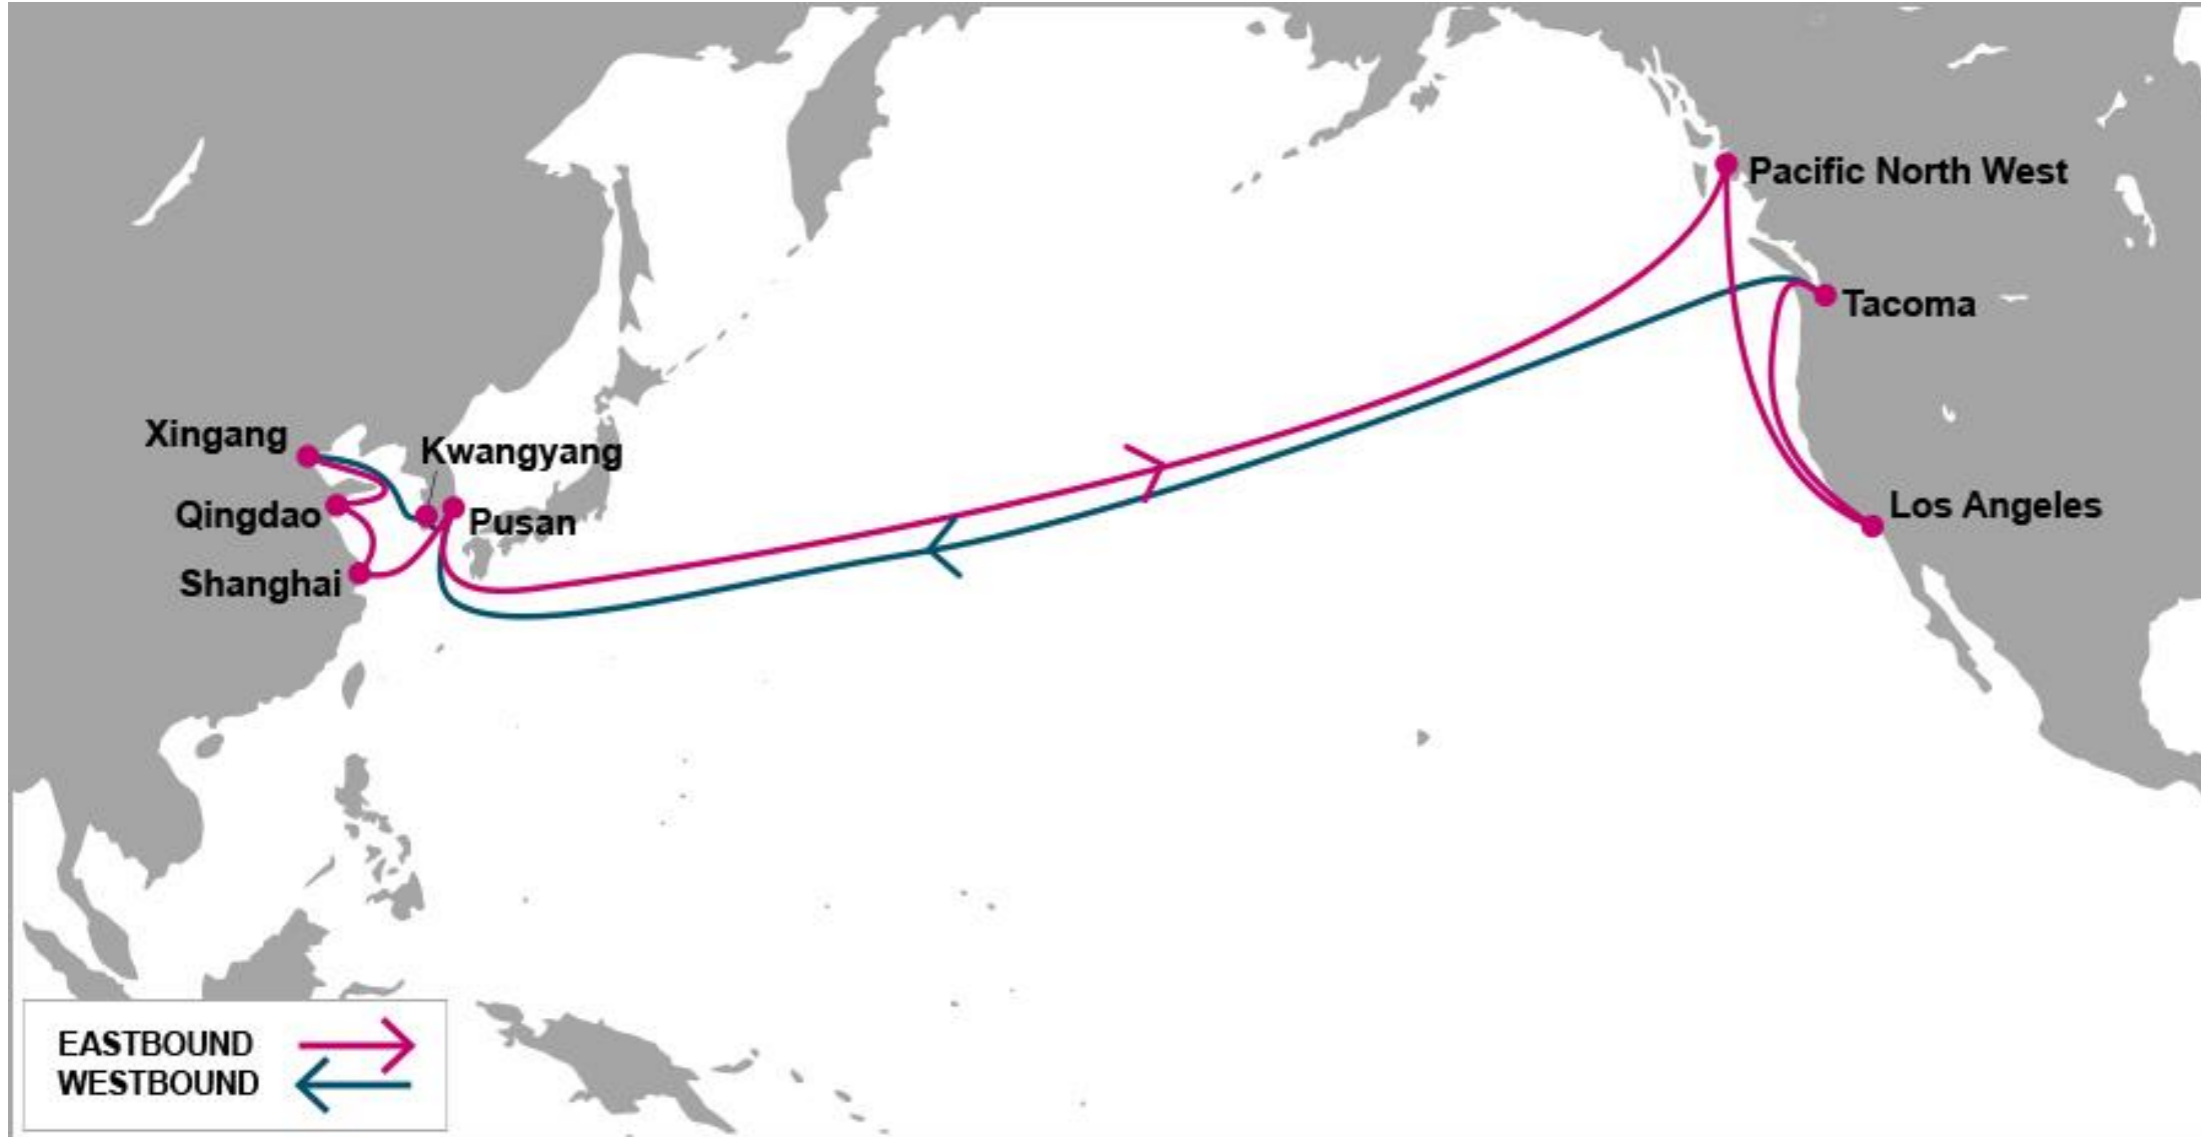 Pacific North West
Tacoma
Xingang
Kwangyang
Qingdao
Pusan
Los Angeles
Shanghai
EASTBOUND
WESTBOUND